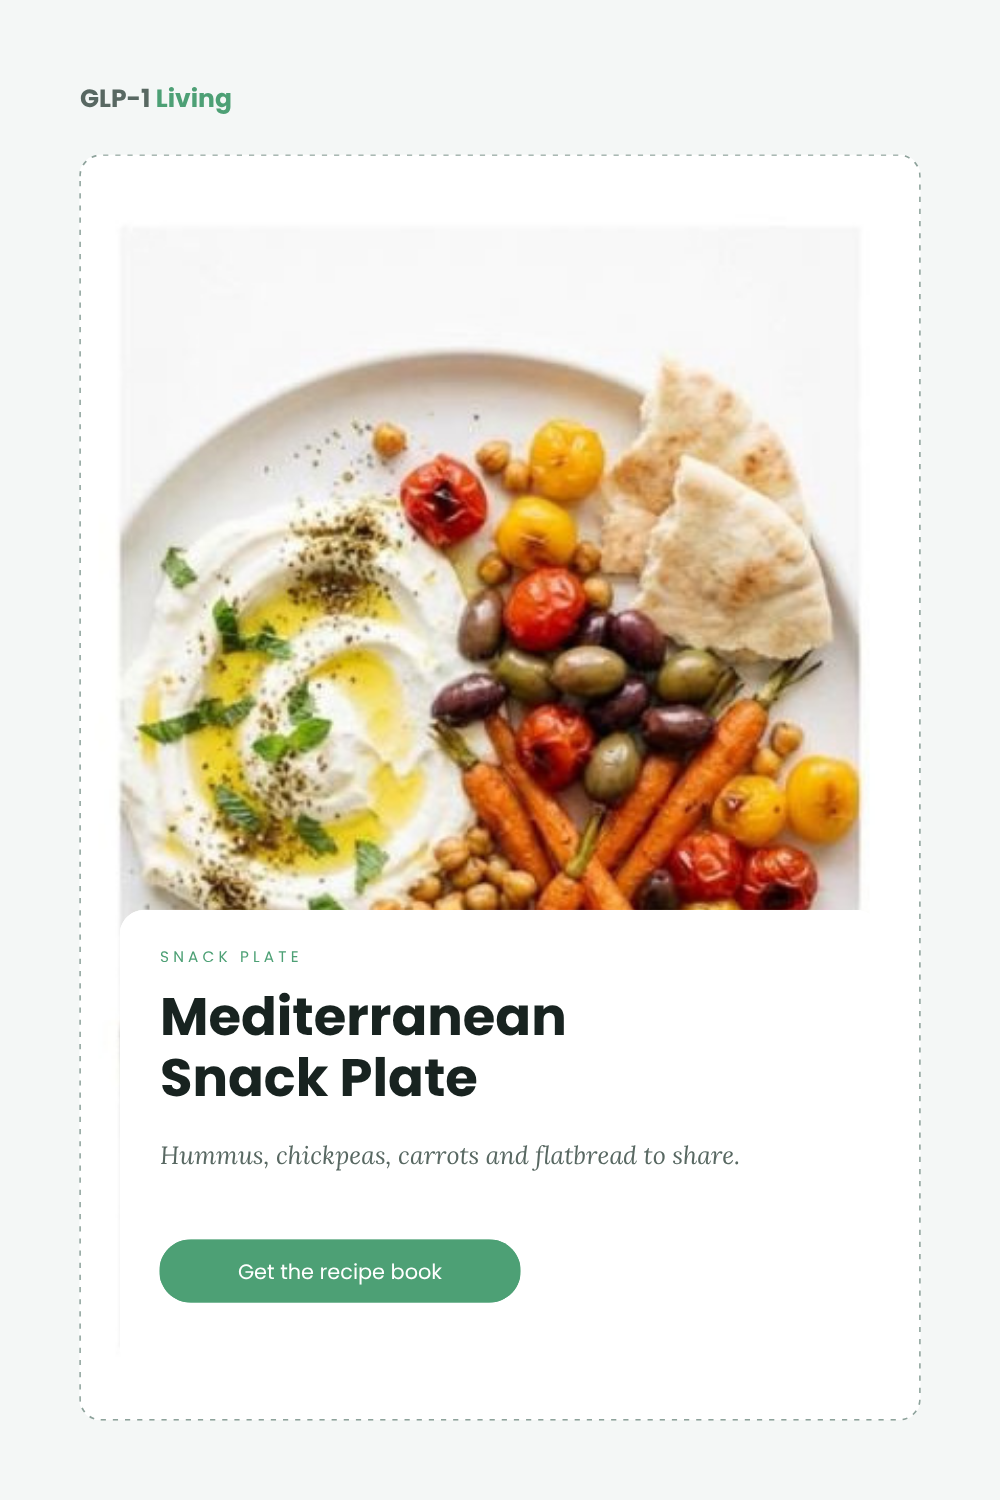 GLP-1 Living
SNACK PLATE
Mediterranean
Snack Plate
Hummus, chickpeas, carrots and flatbread to share.
Get the recipe book